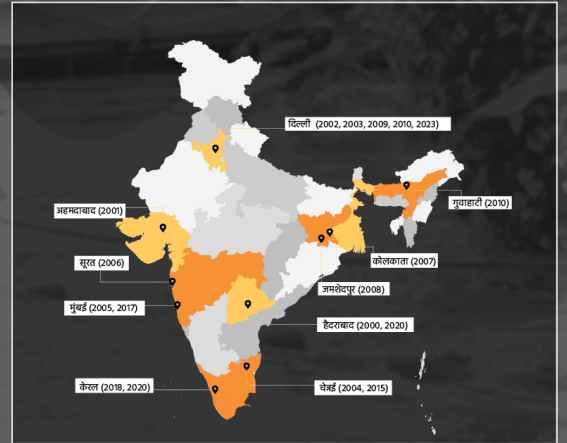 दिल्ली (2002, 2003, 2009, 2010, 2023)
गुवाहाटी (2010)
अहमदाबाद (2001)
कोलकाता (2007)
सूरत (2006)
जमशेदपुर (2008)
मुंबई (2005, 2017)
हैदराबाद (2000, 2020)
केरल (2018, 2020)
चेन्नई (2004, 2015)